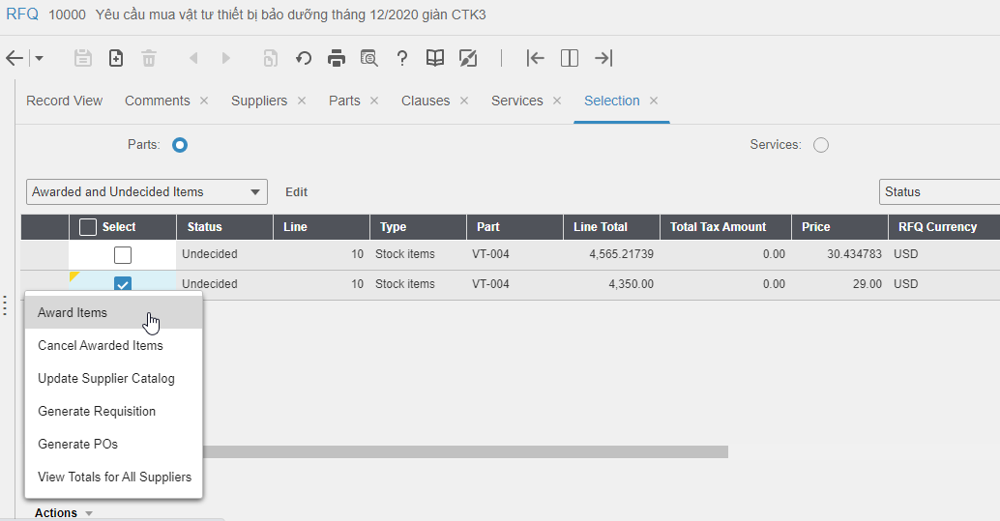 RFQ 10000 Yêu cầu mua vật tư thiết bị bảo dưỡng tháng 12/2020 giàn CTK3
Record View Comments Suppliers Parts Clauses Services Selection
Parts: Services:
Awarded and Undecided Items Edit Status
Select Status Line Type Part Line Total Total Tax Amount Price RFQ Currency
Undecided 10 Stock items VT-004 4,565.21739 0.00 30.434783 USD
Undecided 10 Stock items VT-004 4,350.00 0.00 29.00 USD
Award Items
Cancel Awarded Items
Update Supplier Catalog
Generate Requisition
Generate POs
View Totals for All Suppliers
Actions